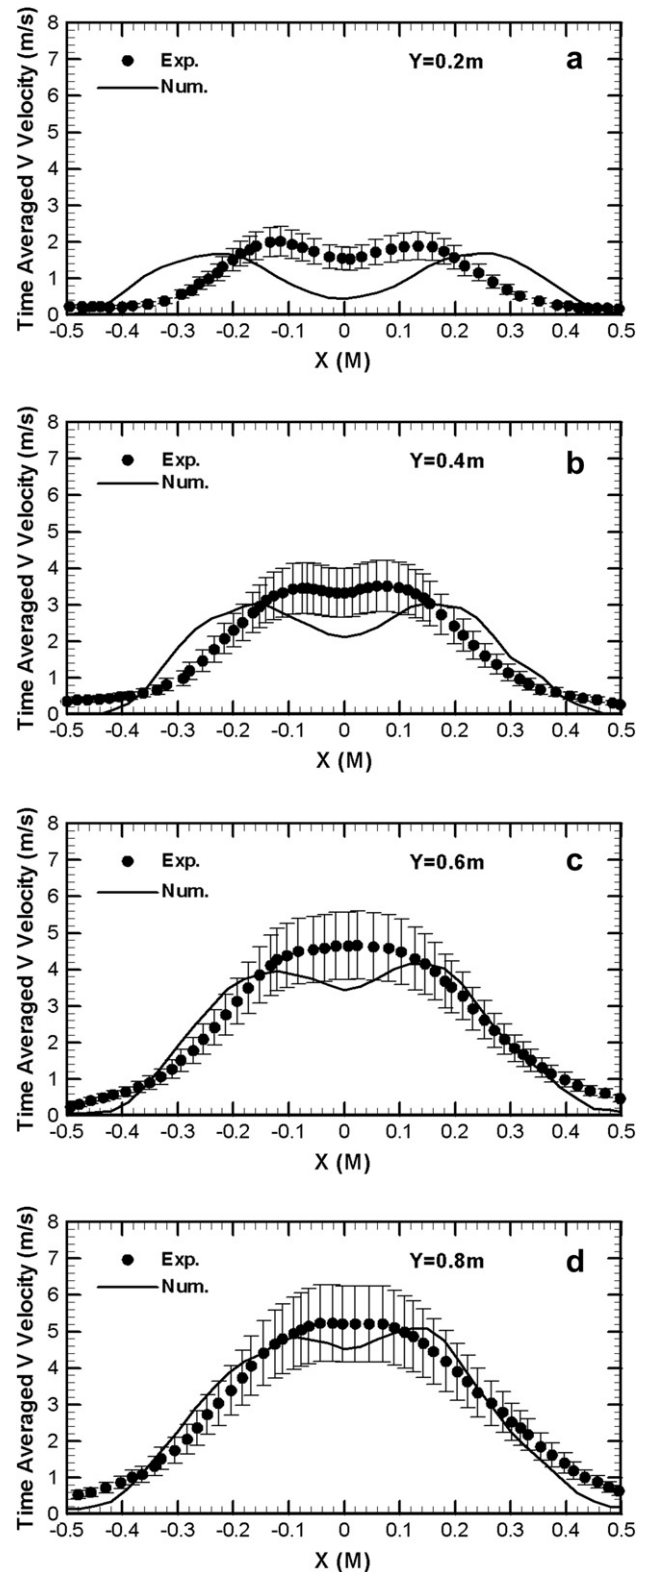 8
7
6
5
4
3
2
1
0
Time Averaged V Velocity (m/s)
Exp.
Num.
Y=0.2m
a
-0.5 -0.4 -0.3 -0.2 -0.1 0 0.1 0.2 0.3 0.4 0.5
X (M)
8
7
6
5
4
3
2
1
0
Time Averaged V Velocity (m/s)
Exp.
Num.
Y=0.4m
b
-0.5 -0.4 -0.3 -0.2 -0.1 0 0.1 0.2 0.3 0.4 0.5
X (M)
8
7
6
5
4
3
2
1
0
Time Averaged V Velocity (m/s)
Exp.
Num.
Y=0.6m
c
-0.5 -0.4 -0.3 -0.2 -0.1 0 0.1 0.2 0.3 0.4 0.5
X (M)
8
7
6
5
4
3
2
1
0
Time Averaged V Velocity (m/s)
Exp.
Num.
Y=0.8m
d
-0.5 -0.4 -0.3 -0.2 -0.1 0 0.1 0.2 0.3 0.4 0.5
X (M)